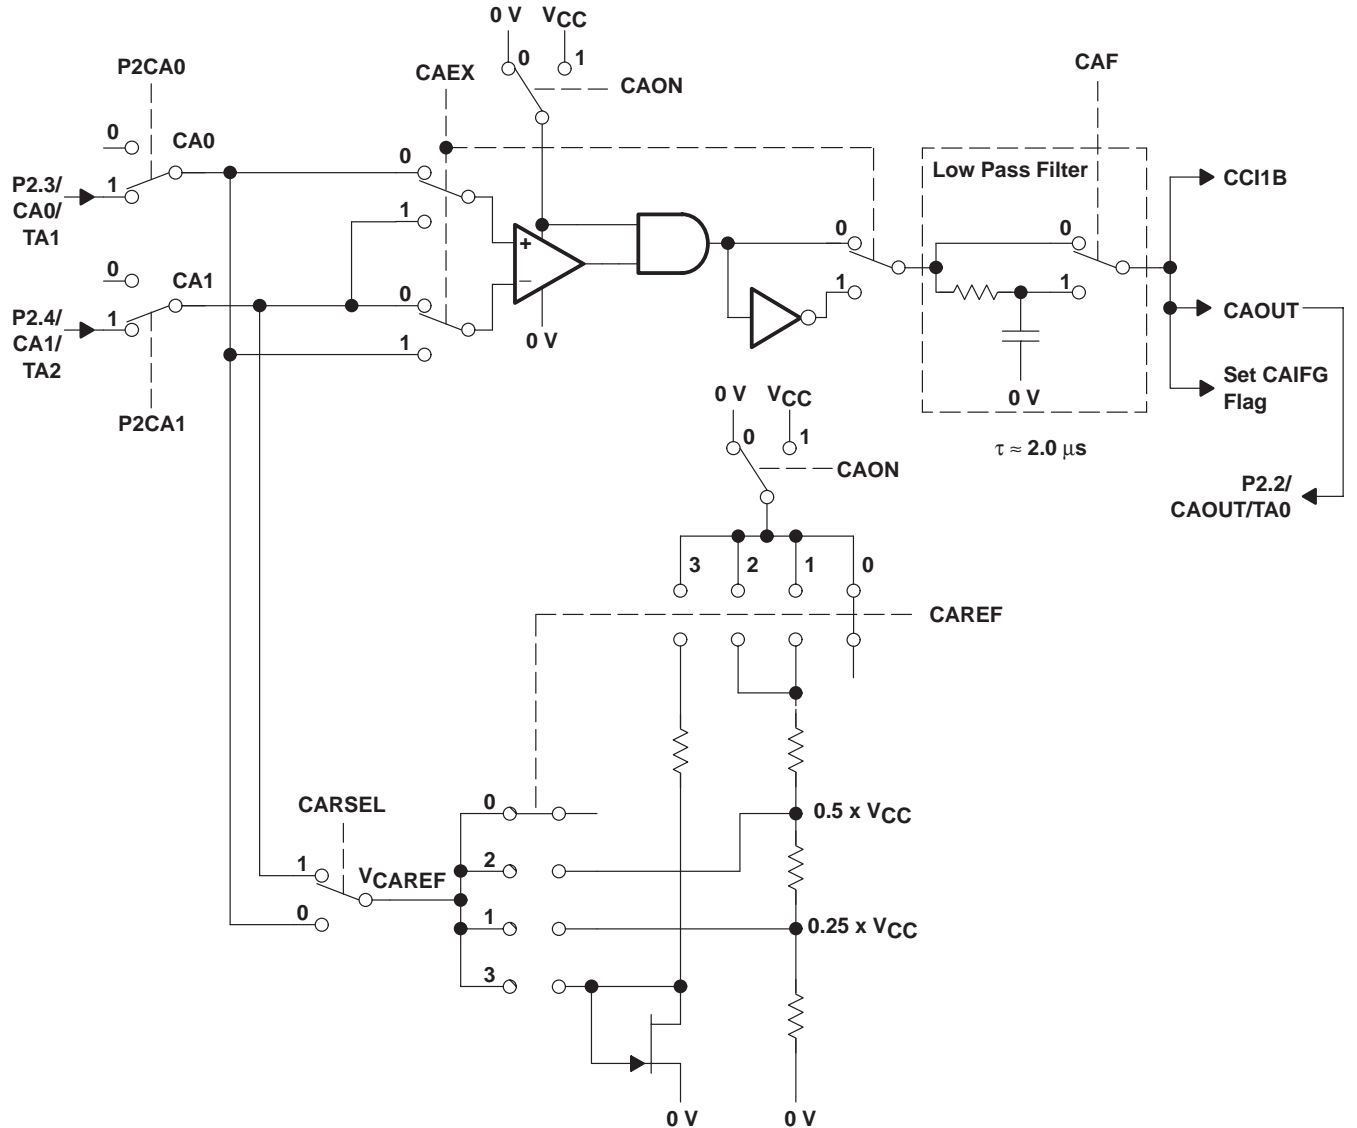 0 V VCC
0 1
CAON
P2CA0
CAEX
CAF
0
CA0
1
P2.3/
CA0/
TA1
0
1
Low Pass Filter
CCI1B
0
CA1
1
P2.4/
CA1/
TA2
P2CA1
0
1
+
–
0 V
0
1
0
1
0 V
τ ≈ 2.0 μs
CAOUT
Set CAIFG
Flag
P2.2/
CAOUT/TA0
0 V VCC
0 1
CAON
3 2 1 0
CAREF
CARSEL
1
0
VCAREF
0
2
1
3
0.5 x VCC
0.25 x VCC
0 V 0 V